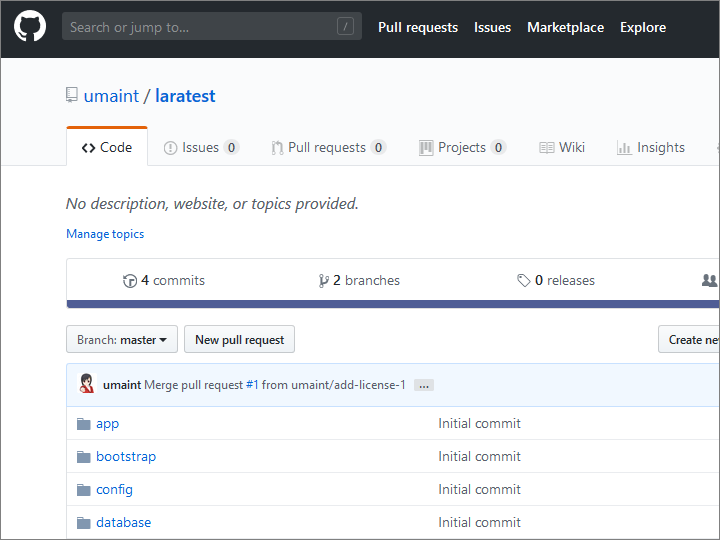 Search or jump to... / Pull requests Issues Marketplace Explore
umaint / laratest
Code Issues 0 Pull requests 0 Projects 0 Wiki Insights
No description, website, or topics provided.
Manage topics
4 commits 2 branches 0 releases
Branch: master New pull request Create new
umaint Merge pull request #1 from umaint/add-license-1 ...
app Initial commit
bootstrap Initial commit
config Initial commit
database Initial commit